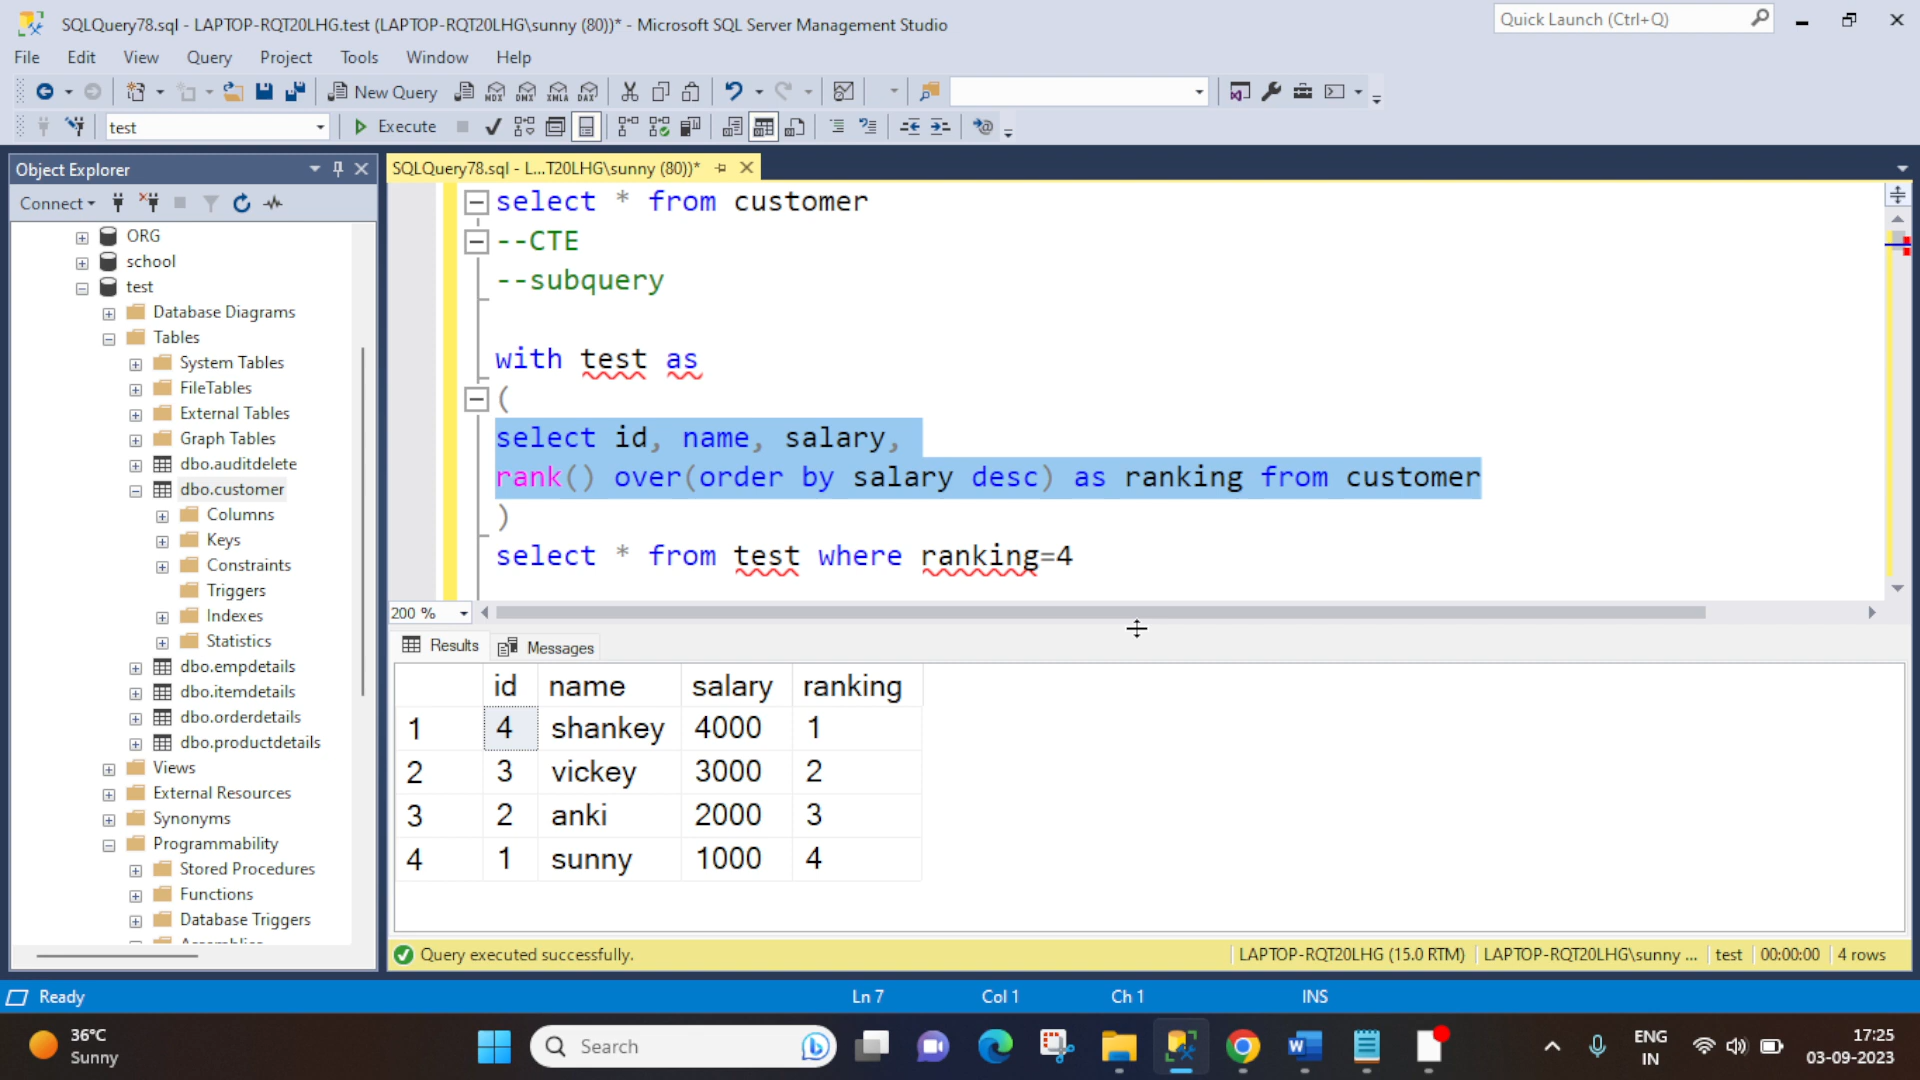 SQLQuery78.sql - LAPTOP-RQT20LHG.test (LAPTOP-RQT20LHG\sunny (80))* - Microsoft SQL Server Management Studio
Quick Launch (Ctrl+Q)
File Edit View Query Project Tools Window Help
New Query
MDX DMX XMLA DAX
test
Execute
Object Explorer
Connect
ORG
school
test
Database Diagrams
Tables
System Tables
FileTables
External Tables
Graph Tables
dbo.auditdelete
dbo.customer
Columns
Keys
Constraints
Triggers
Indexes
Statistics
dbo.empdetails
dbo.itemdetails
dbo.orderdetails
dbo.productdetails
Views
External Resources
Synonyms
Programmability
Stored Procedures
Functions
Database Triggers
SQLQuery78.sql - L...T20LHG\sunny (80))*
select * from customer
--CTE
--subquery
with test as
(
select id, name, salary,
rank() over(order by salary desc) as ranking from customer
)
select * from test where ranking=4
200 %
Results Messages
id name salary ranking
1 4 shankey 4000 1
2 3 vickey 3000 2
3 2 anki 2000 3
4 1 sunny 1000 4
Query executed successfully.
LAPTOP-RQT20LHG (15.0 RTM) LAPTOP-RQT20LHG\sunny ... test 00:00:00 4 rows
Ready Ln 7 Col 1 Ch 1 INS
36°C
Sunny
Search
ENG
IN
17:25
03-09-2023